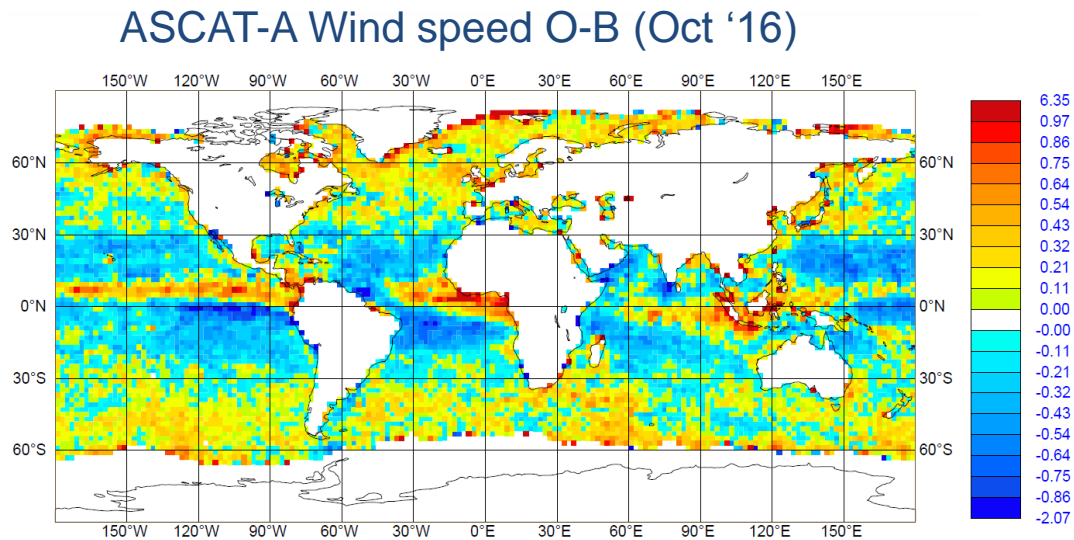 ASCAT-A Wind speed O-B (Oct ‘16)
150°W 120°W 90°W 60°W 30°W 0°E 30°E 60°E 90°E 120°E 150°E
60°N 60°N
30°N 30°N
0°N 0°N
30°S 30°S
60°S 60°S
150°W 120°W 90°W 60°W 30°W 0°E 30°E 60°E 90°E 120°E 150°E
6.35
0.97
0.86
0.75
0.64
0.54
0.43
0.32
0.21
0.11
0.00
-0.00
-0.11
-0.21
-0.32
-0.43
-0.54
-0.64
-0.75
-0.86
-2.07